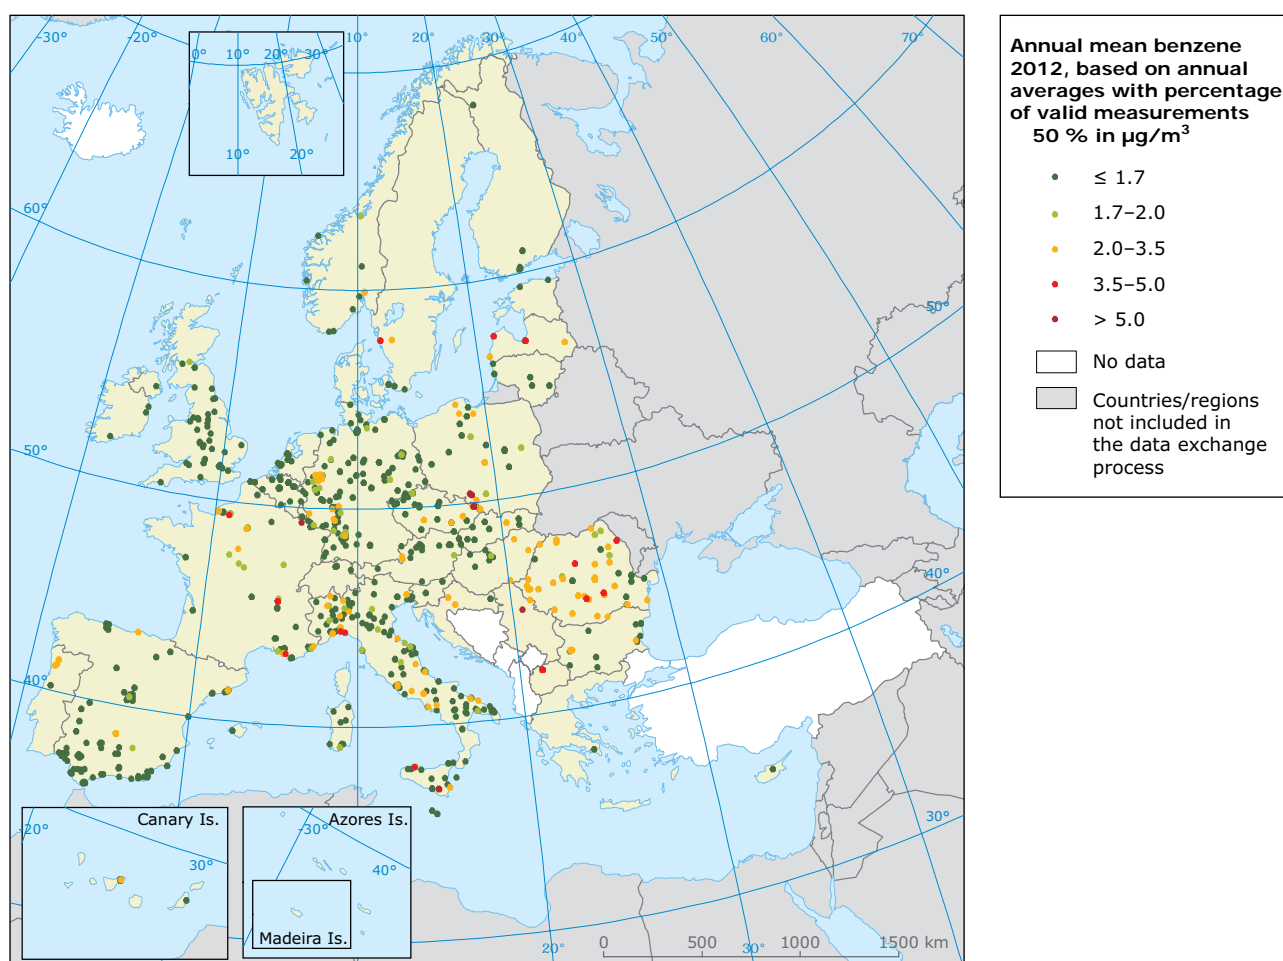 -30°
-20°
0°
10°
20°
30°
10°
20°
30°
40°
50°
60°
70°
10°
20°
60°
50°
50°
40°
40°
30°
Canary Is.
-20°
30°
Azores Is.
-30°
40°
Madeira Is.
20°
30°
0
500
1000
1500 km
Annual mean benzene
2012, based on annual
averages with percentage
of valid measurements
50 % in µg/m³
≤ 1.7
1.7–2.0
2.0–3.5
3.5–5.0
> 5.0
No data
Countries/regions
not included in
the data exchange
process